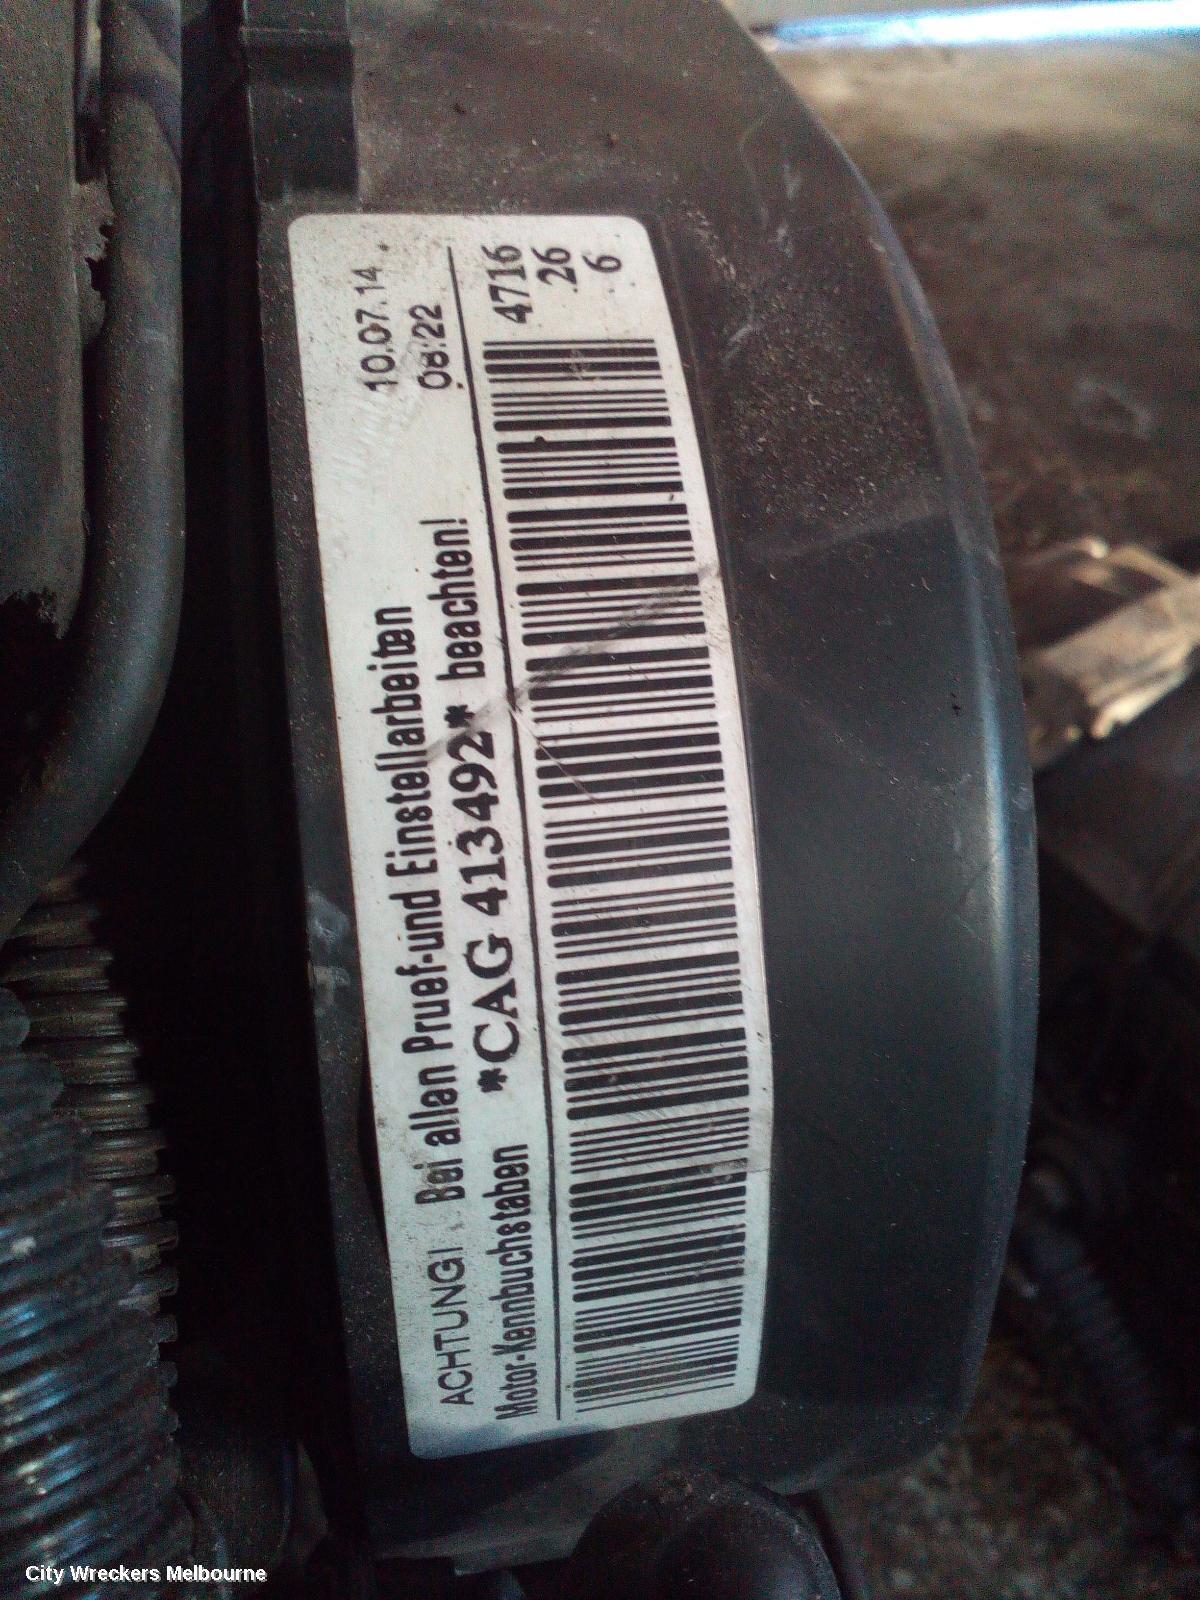 ACHTUNG! Bei allen Pruef-und Einstellarbeiten
10.07.14
Motor-Kennbuchstaben *CAG 413492* beachten!
08:22
4716
.26
6
City Wreckers Melbourne